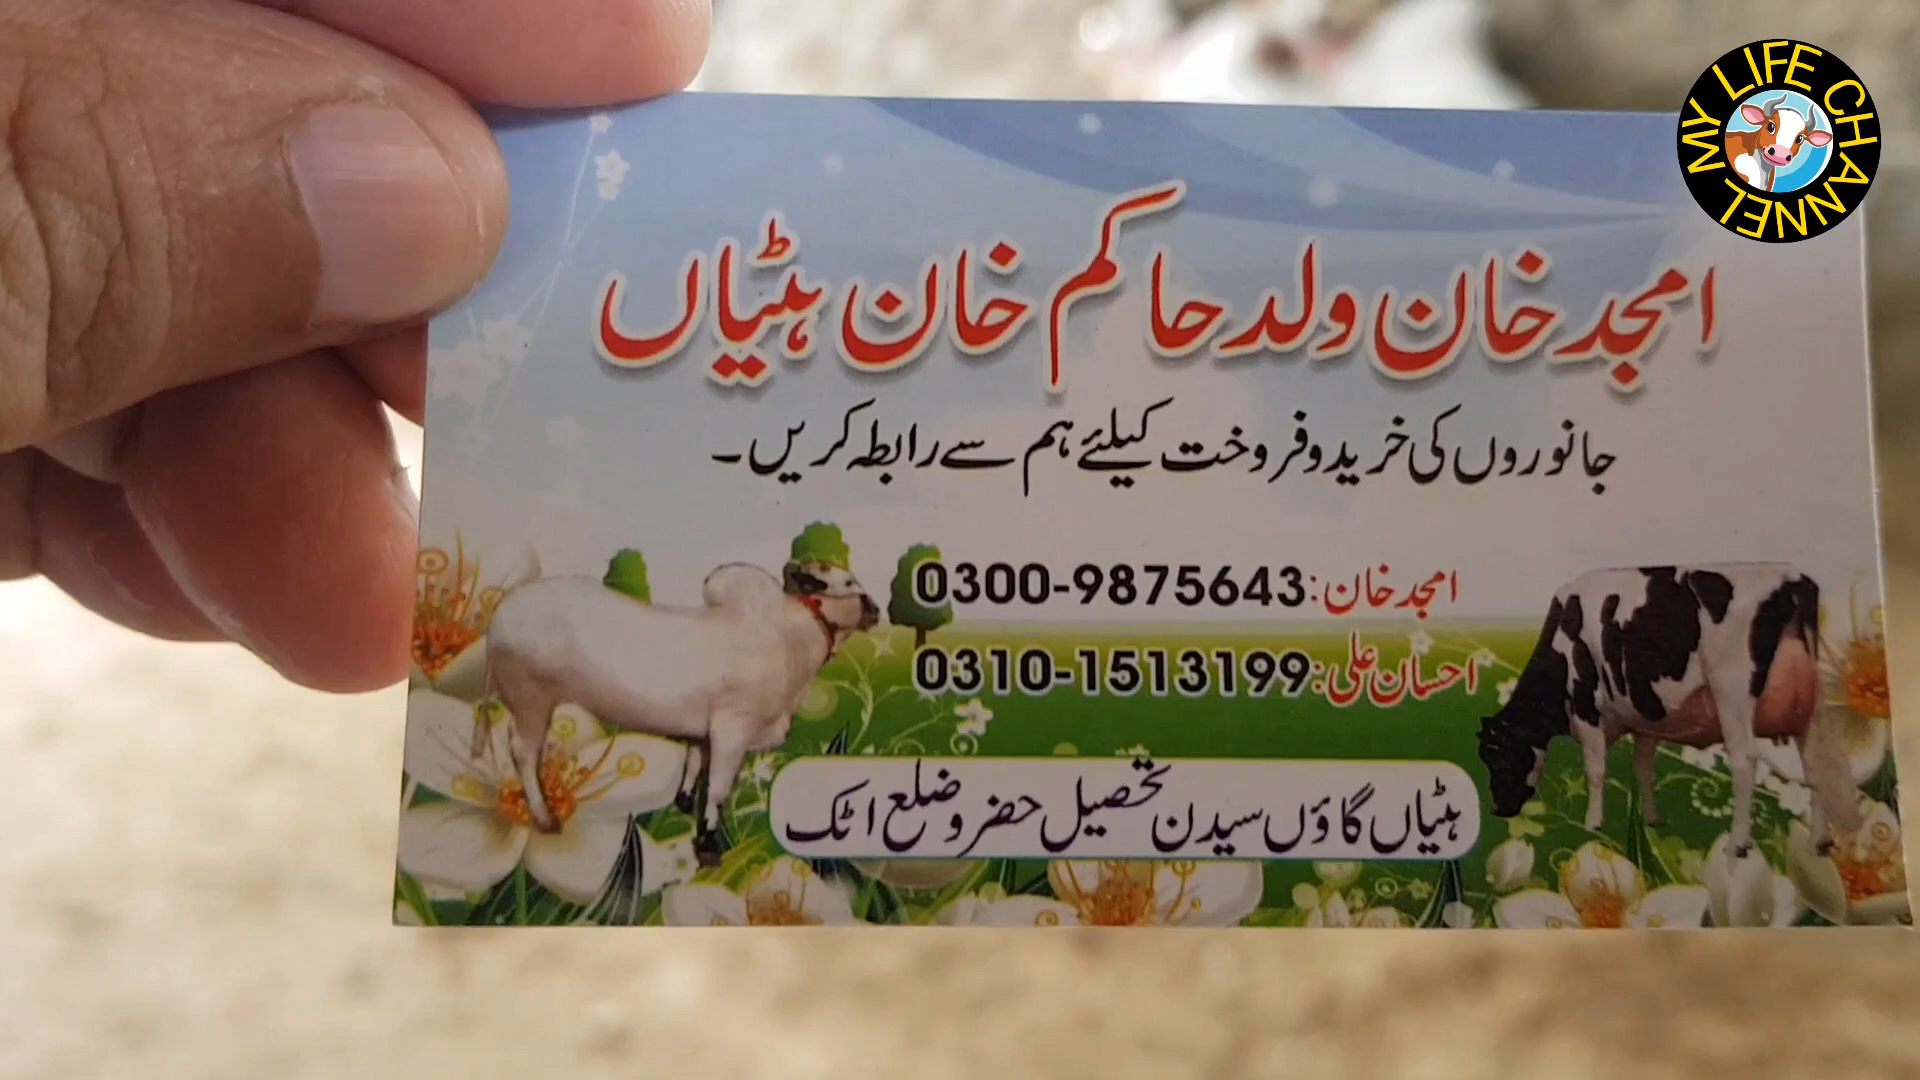 MY LIFE CHANNEL
امجد خان ولد حاکم خان ہٹیاں
جانوروں کی خرید و فروخت کیلئے ہم سے رابطہ کریں۔
امجد خان: 0300-9875643
احسان علی: 0310-1513199
ہٹیاں گاؤں سیدن تحصیل حضرو ضلع اٹک